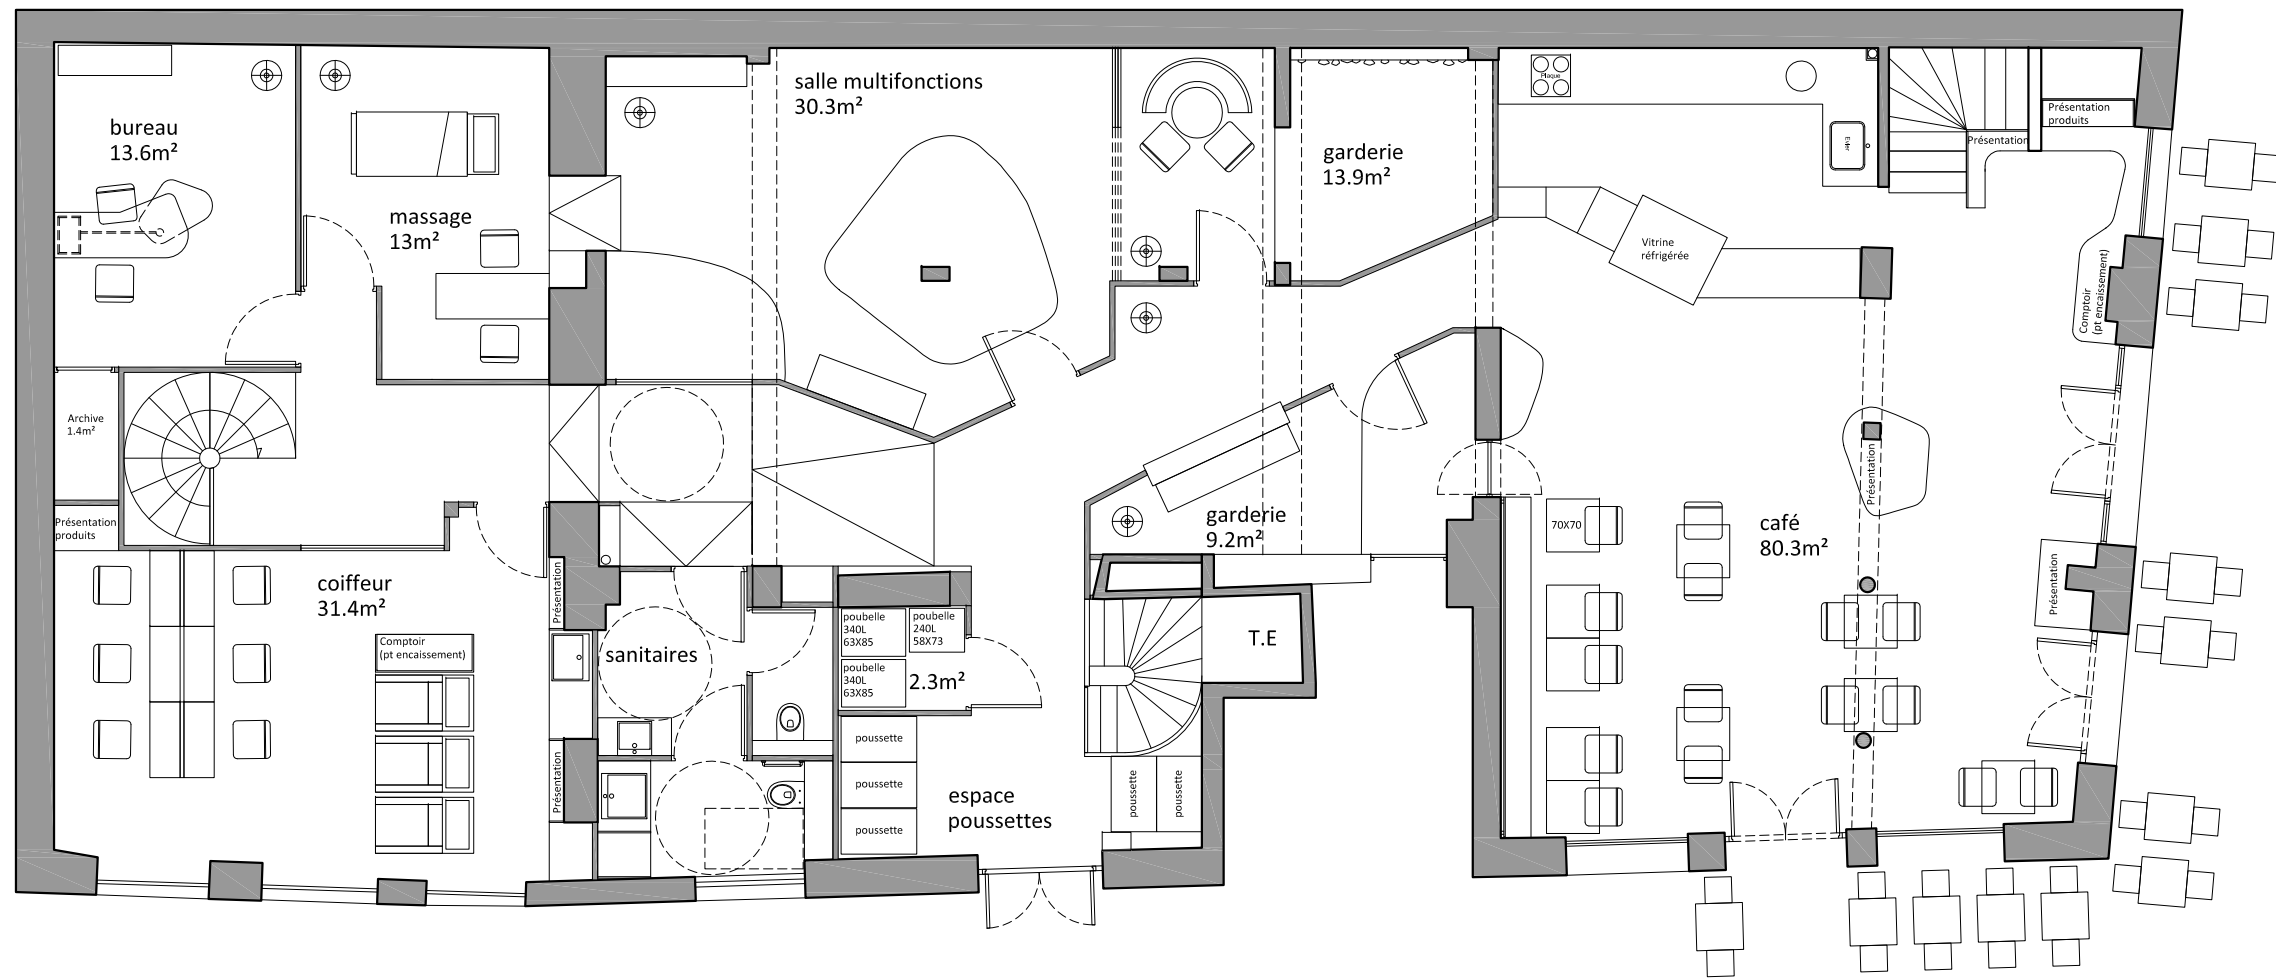 salle multifonctions
30.3m²
Plaque
Présentation
produits
bureau
13.6m²
Evier
Présentation
garderie
13.9m²
massage
13m²
Vitrine
réfrigérée
Comptoir
(pt encaissement)
Archive
1.4m²
Présentation
Présentation
produits
garderie
9.2m²
70X70
café
80.3m²
coiffeur
31.4m²
Présentation
Présentation
poubelle
340L
63X85
poubelle
240L
58X73
T.E
Comptoir
(pt encaissement)
sanitaires
poubelle
340L
63X85
2.3m²
poussette
Présentation
poussette
poussette
poussette
poussette
espace
poussettes